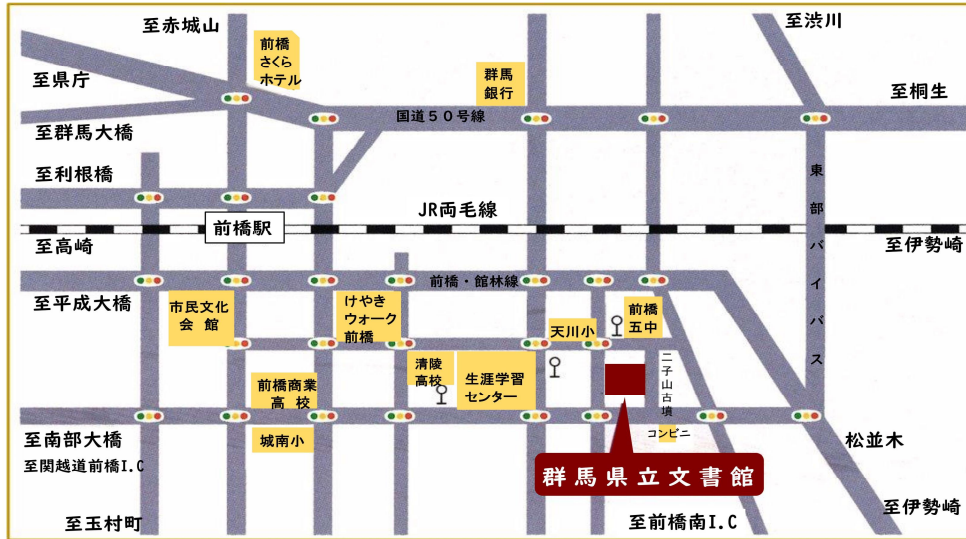 至赤城山
至渋川
前橋
さくら
ホテル
至県庁
群馬
銀行
至桐生
国道50号線
至群馬大橋
至利根橋
東部バイパス
JR両毛線
前橋駅
至高崎
至伊勢崎
前橋・館林線
至平成大橋
市民文化
会館
けやき
ウォーク
前橋
天川小
前橋
五中
清陵
高校
生涯学習
センター
二子山古墳
前橋商業
高校
城南小
コンビニ
至南部大橋
至関越道前橋I.C
松並木
群馬県立文書館
至伊勢崎
至玉村町
至前橋南I.C